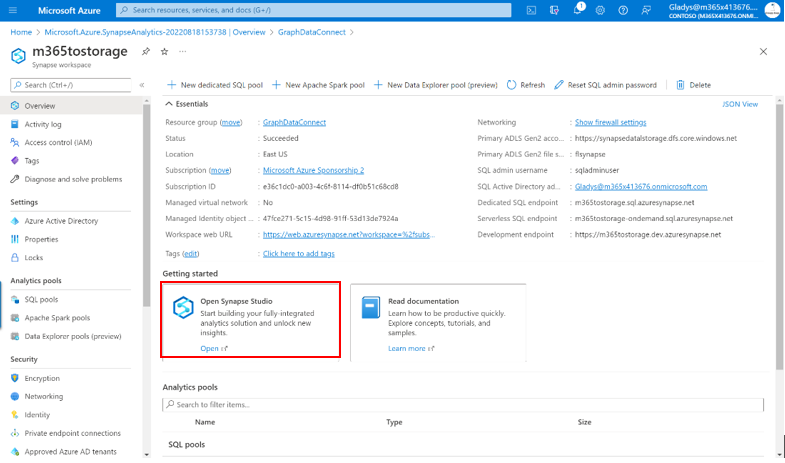 Microsoft Azure
Search resources, services, and docs (G+/)
1
Gladys@m365x413676....
CONTOSO (M365X413676.ONMI...
Home > Microsoft.Azure.SynapseAnalytics-20220818153738 | Overview > GraphDataConnect >
m365tostorage
Synapse workspace
Search (Ctrl+/)
Overview
Activity log
Access control (IAM)
Tags
Diagnose and solve problems
Settings
Azure Active Directory
Properties
Locks
Analytics pools
SQL pools
Apache Spark pools
Data Explorer pools (preview)
Security
Encryption
Networking
Identity
Private endpoint connections
Approved Azure AD tenants
New dedicated SQL pool
New Apache Spark pool
New Data Explorer pool (preview)
Refresh
Reset SQL admin password
Delete
Essentials
JSON View
Resource group (move) : GraphDataConnect
Status : Succeeded
Location : East US
Subscription (move) : Microsoft Azure Sponsorship 2
Subscription ID : e36c1dc0-a003-4c6f-8114-df0b51c68cd8
Managed virtual network : No
Managed Identity object ... : 47fce271-5c15-4d98-91ff-53d13de7924a
Workspace web URL : https://web.azuresynapse.net?workspace=%2fsubs...
Tags (edit) : Click here to add tags
Networking : Show firewall settings
Primary ADLS Gen2 acco... : https://synapsedatalstorage.dfs.core.windows.net
Primary ADLS Gen2 file s... : flsynapse
SQL admin username : sqladminuser
SQL Active Directory ad... : Gladys@m365x413676.onmicrosoft.com
Dedicated SQL endpoint : m365tostorage.sql.azuresynapse.net
Serverless SQL endpoint : m365tostorage-ondemand.sql.azuresynapse.net
Development endpoint : https://m365tostorage.dev.azuresynapse.net
Getting started
Open Synapse Studio
Start building your fully-integrated
analytics solution and unlock new
insights.
Open
Read documentation
Learn how to be productive quickly.
Explore concepts, tutorials, and
samples.
Learn more
Analytics pools
Search to filter items...
Name Type Size
SQL pools